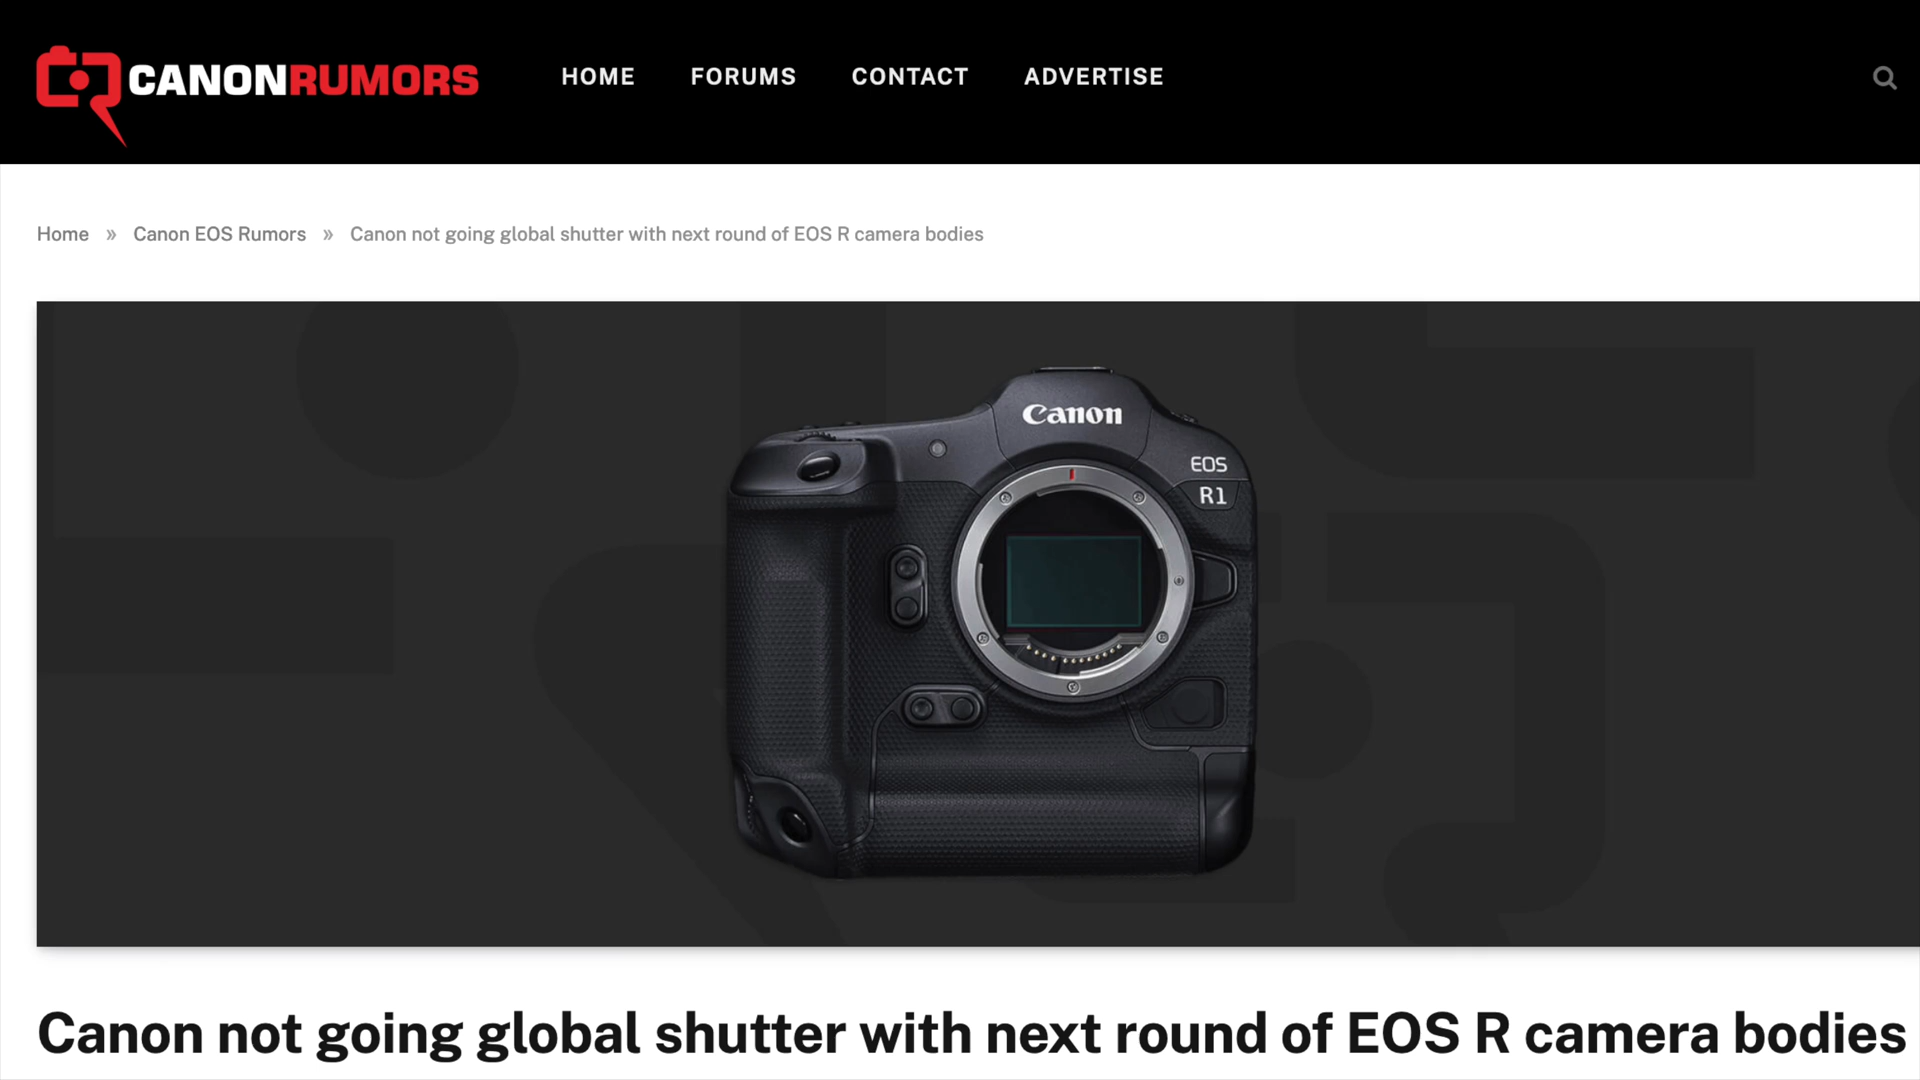 CANONRUMORS HOME FORUMS CONTACT ADVERTISE
Home » Canon EOS Rumors » Canon not going global shutter with next round of EOS R camera bodies
Canon
EOS
R1
Canon not going global shutter with next round of EOS R camera bodies